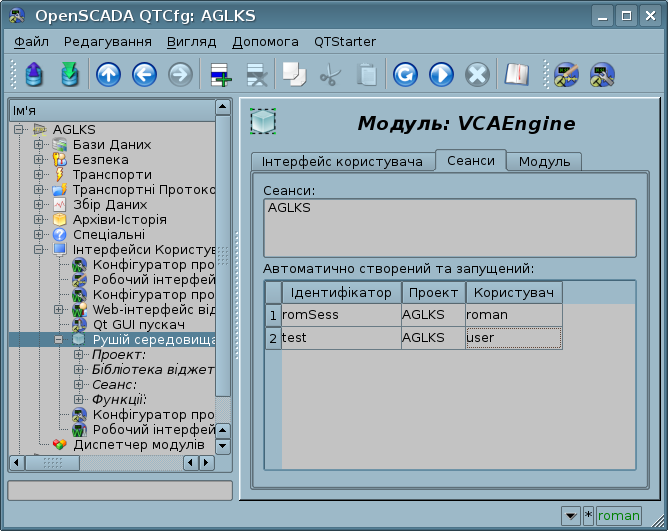 OpenSCADA QTCfg: AGLKS
Файл Редагування Вигляд Допомога QTStarter
Ім'я
AGLKS
Бази Даних
Безпека
Транспорти
Транспортні Протоко
Збір Даних
Архіви-Історія
Спеціальні
Інтерфейси Користув
Конфігуратор про
Робочий інтерфей
Конфігуратор про
Web-інтерфейс від
Qt GUI пускач
Рушій середовища
Проект:
Бібліотека віджет
Сеанс:
Функції:
Конфігуратор про
Робочий інтерфей
Диспетчер модулів
Модуль: VCAEngine
Інтерфейс користувача Сеанси Модуль
Сеанси:
AGLKS
Автоматично створений та запущений:
Ідентифікатор Проект Користувач
1 romSess AGLKS roman
2 test AGLKS user
* roman